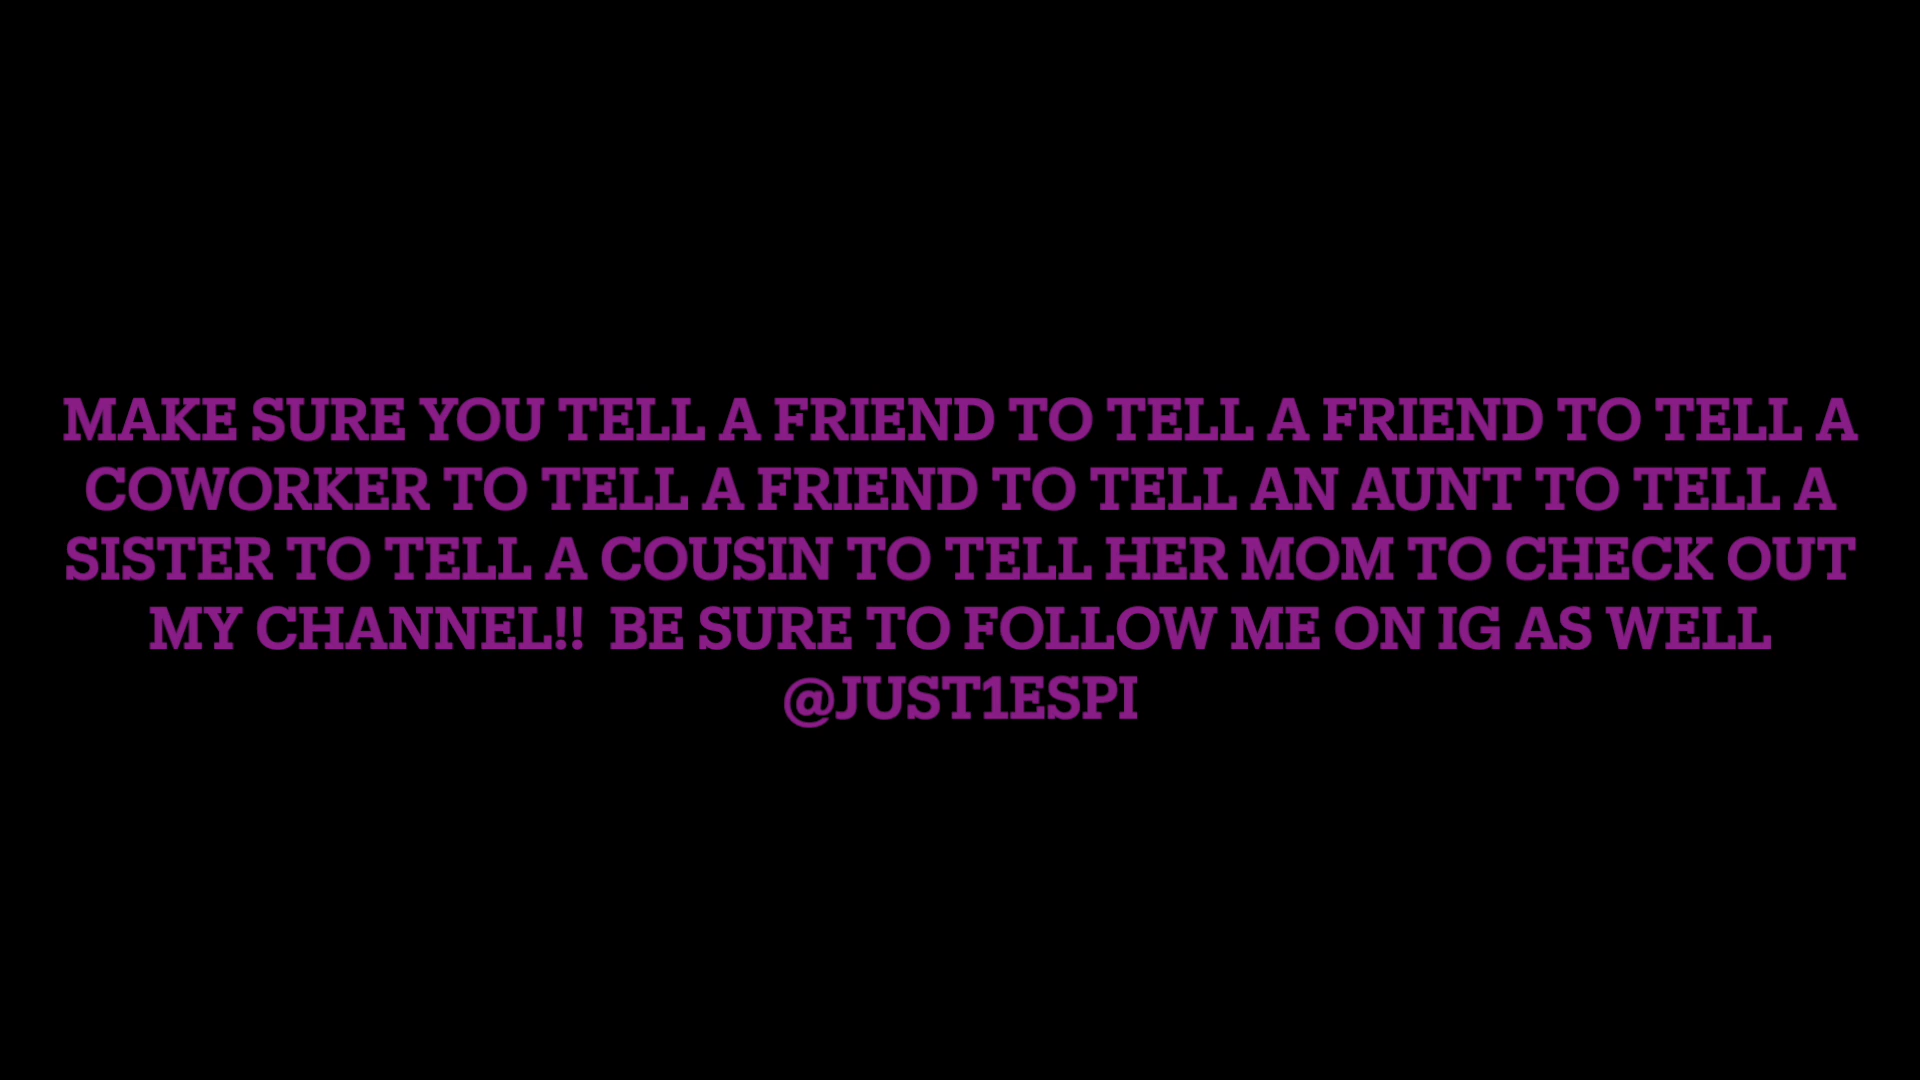 MAKE SURE YOU TELL A FRIEND TO TELL A FRIEND TO TELL A
COWORKER TO TELL A FRIEND TO TELL AN AUNT TO TELL A
SISTER TO TELL A COUSIN TO TELL HER MOM TO CHECK OUT
MY CHANNEL!!  BE SURE TO FOLLOW ME ON IG AS WELL
@JUST1ESPI